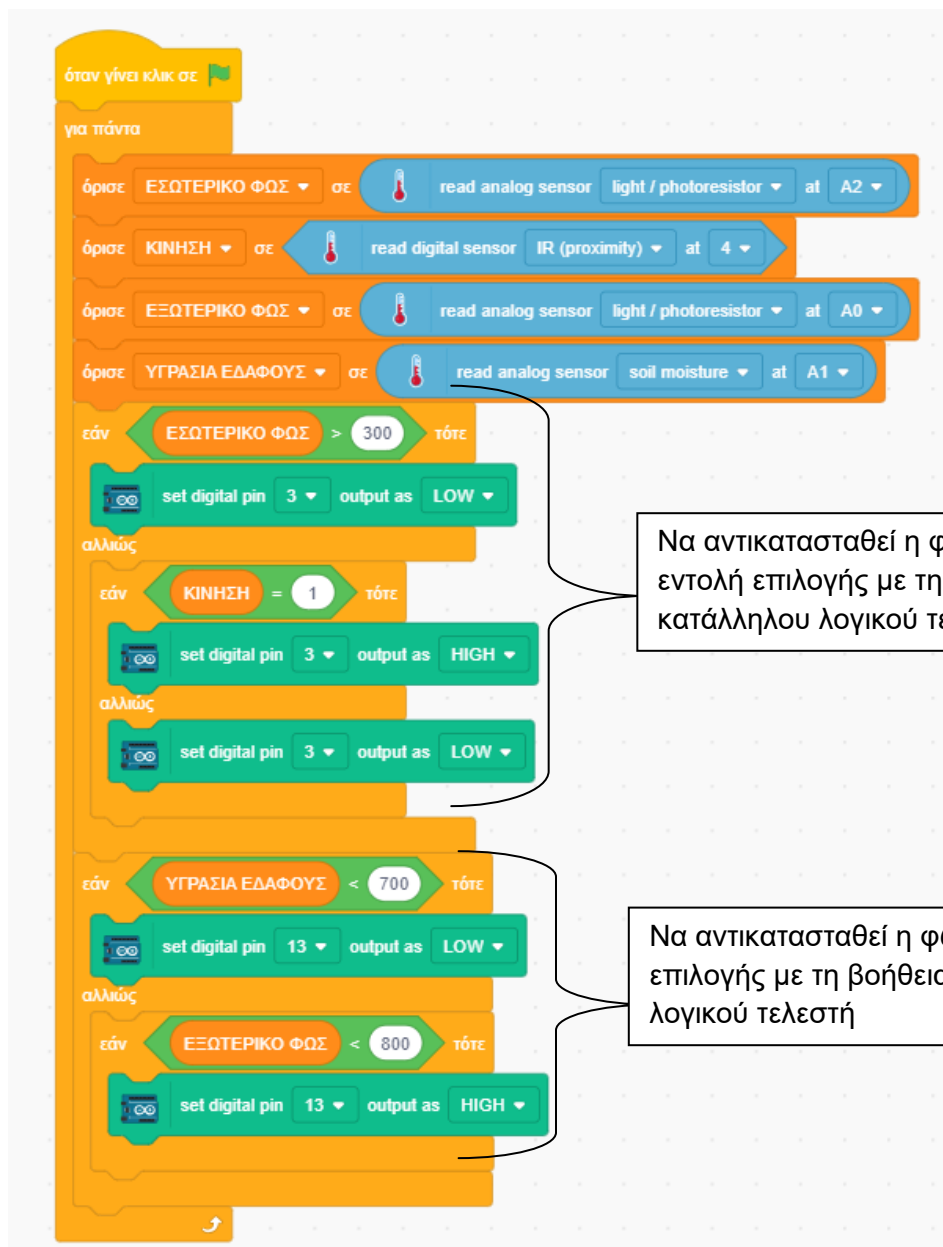 όταν γίνει κλικ σε
για πάντα
όρισε ΕΣΩΤΕΡΙΚΟ ΦΩΣ σε read analog sensor light / photoresistor at A2
όρισε ΚΙΝΗΣΗ σε read digital sensor IR (proximity) at 4
όρισε ΕΞΩΤΕΡΙΚΟ ΦΩΣ σε read analog sensor light / photoresistor at A0
όρισε ΥΓΡΑΣΙΑ ΕΔΑΦΟΥΣ σε read analog sensor soil moisture at A1
εάν ΕΣΩΤΕΡΙΚΟ ΦΩΣ > 300 τότε
set digital pin 3 output as LOW
αλλιώς
εάν ΚΙΝΗΣΗ = 1 τότε
set digital pin 3 output as HIGH
αλλιώς
set digital pin 3 output as LOW
Να αντικατασταθεί η
εντολή επιλογής με τη
κατάλληλου λογικού
εάν ΥΓΡΑΣΙΑ ΕΔΑΦΟΥΣ < 700 τότε
set digital pin 13 output as LOW
αλλιώς
εάν ΕΞΩΤΕΡΙΚΟ ΦΩΣ < 800 τότε
set digital pin 13 output as HIGH
Να αντικατασταθεί η
επιλογής με τη
λογικού τελεστή